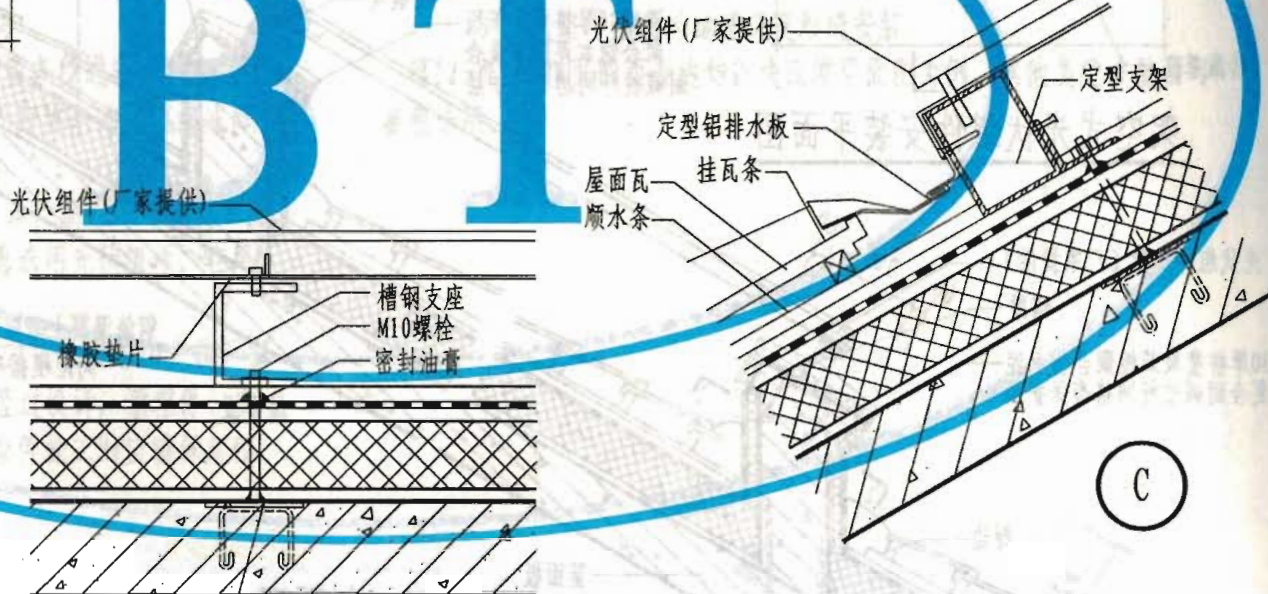 BT
光伏组件(厂家提供)
定型支架
定型铝排水板
屋面瓦
挂瓦条
顺水条
光伏组件(厂家提供)
槽钢支座
M10螺栓
橡胶垫片
密封油膏
C